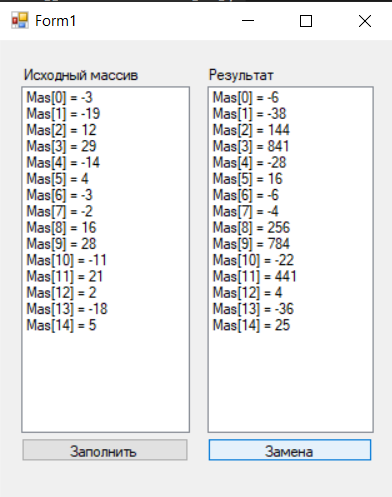 Form1
Исходный массив
Mas[0] = -3
Mas[1] = -19
Mas[2] = 12
Mas[3] = 29
Mas[4] = -14
Mas[5] = 4
Mas[6] = -3
Mas[7] = -2
Mas[8] = 16
Mas[9] = 28
Mas[10] = -11
Mas[11] = 21
Mas[12] = 2
Mas[13] = -18
Mas[14] = 5
Заполнить
Результат
Mas[0] = -6
Mas[1] = -38
Mas[2] = 144
Mas[3] = 841
Mas[4] = -28
Mas[5] = 16
Mas[6] = -6
Mas[7] = -4
Mas[8] = 256
Mas[9] = 784
Mas[10] = -22
Mas[11] = 441
Mas[12] = 4
Mas[13] = -36
Mas[14] = 25
Замена